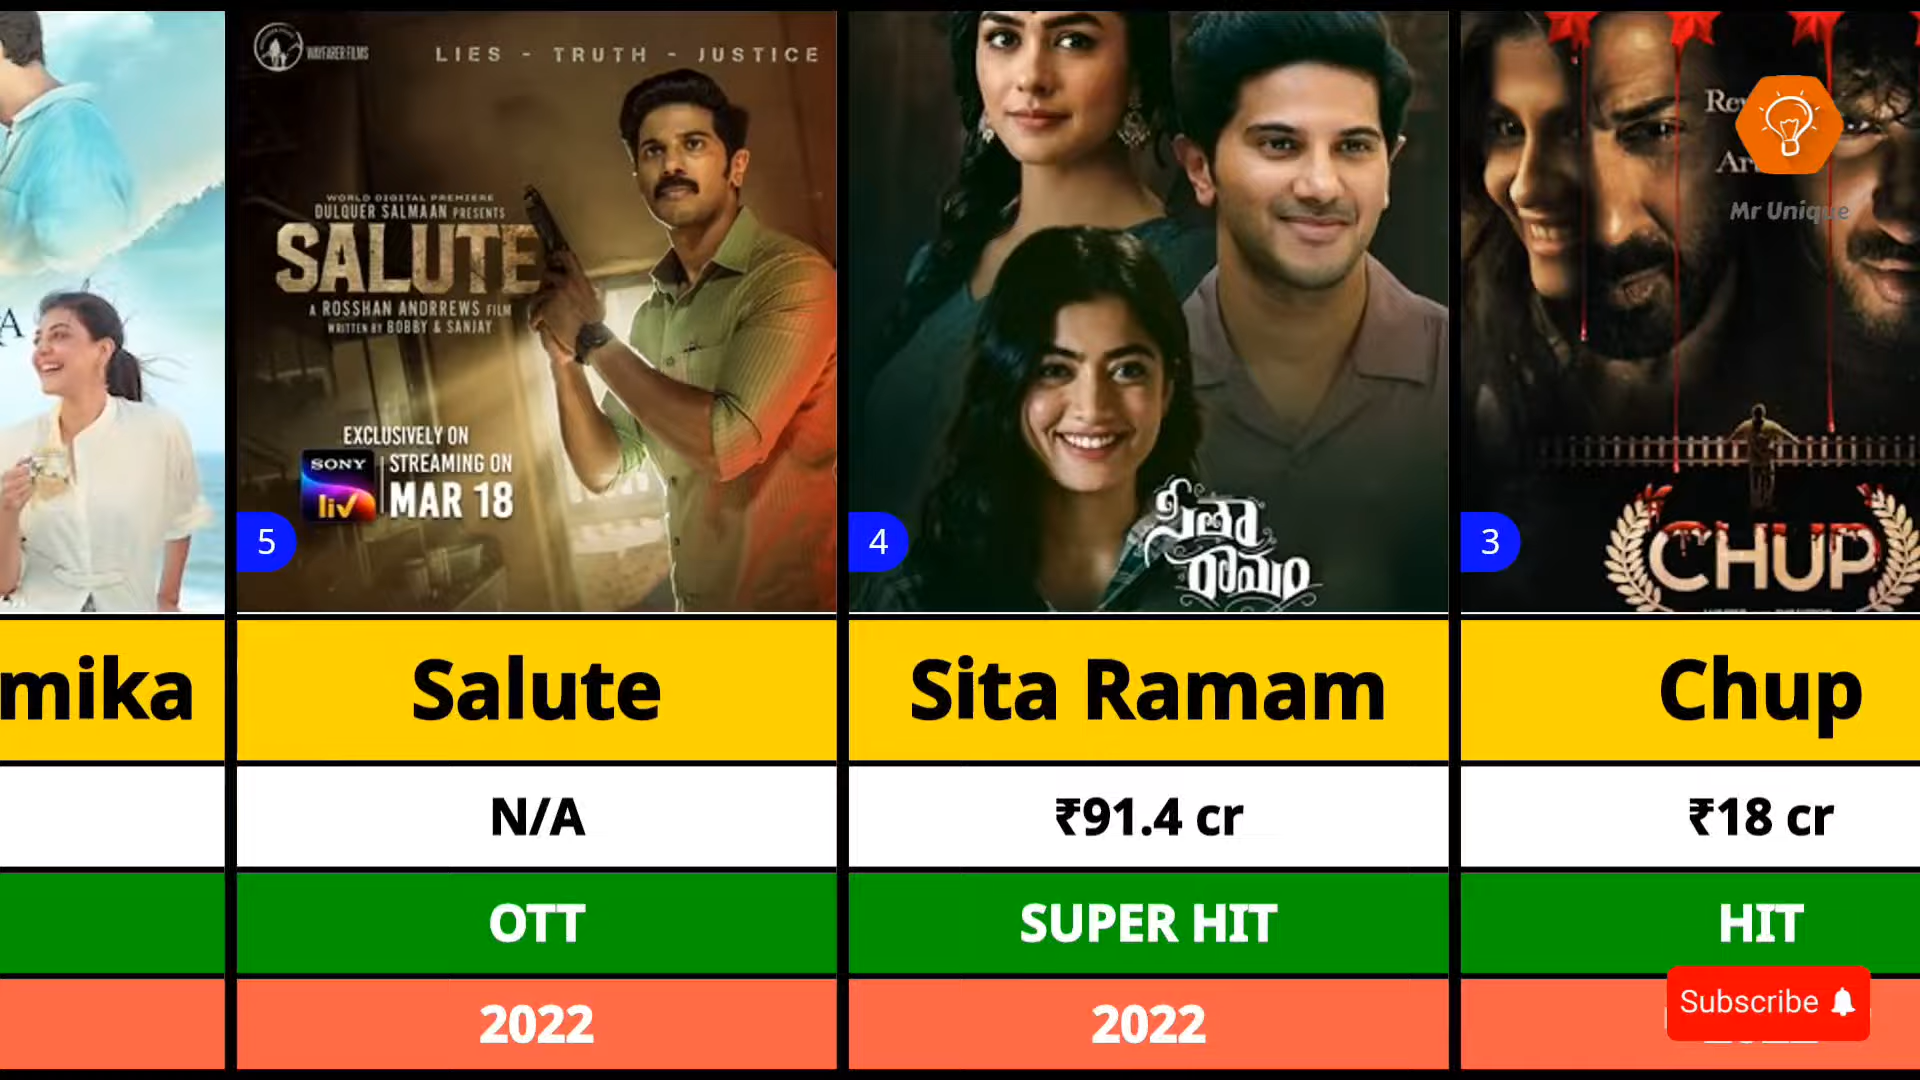 WAYFARER FILMS
LIES - TRUTH - JUSTICE
WORLD DIGITAL PREMIERE
DULQUER SALMAAN PRESENTS
SALUTE
A ROSSHAN ANDRREWS FILM
WRITTEN BY BOBBY & SANJAY
EXCLUSIVELY ON
SONY
liv
STREAMING ON
MAR 18
5
A
సీతా
రామం
4
Mr Unique
CHUP
3
mika
Salute
Sita Ramam
Chup
N/A
₹91.4 cr
₹18 cr
OTT
SUPER HIT
HIT
2022
2022
Subscribe